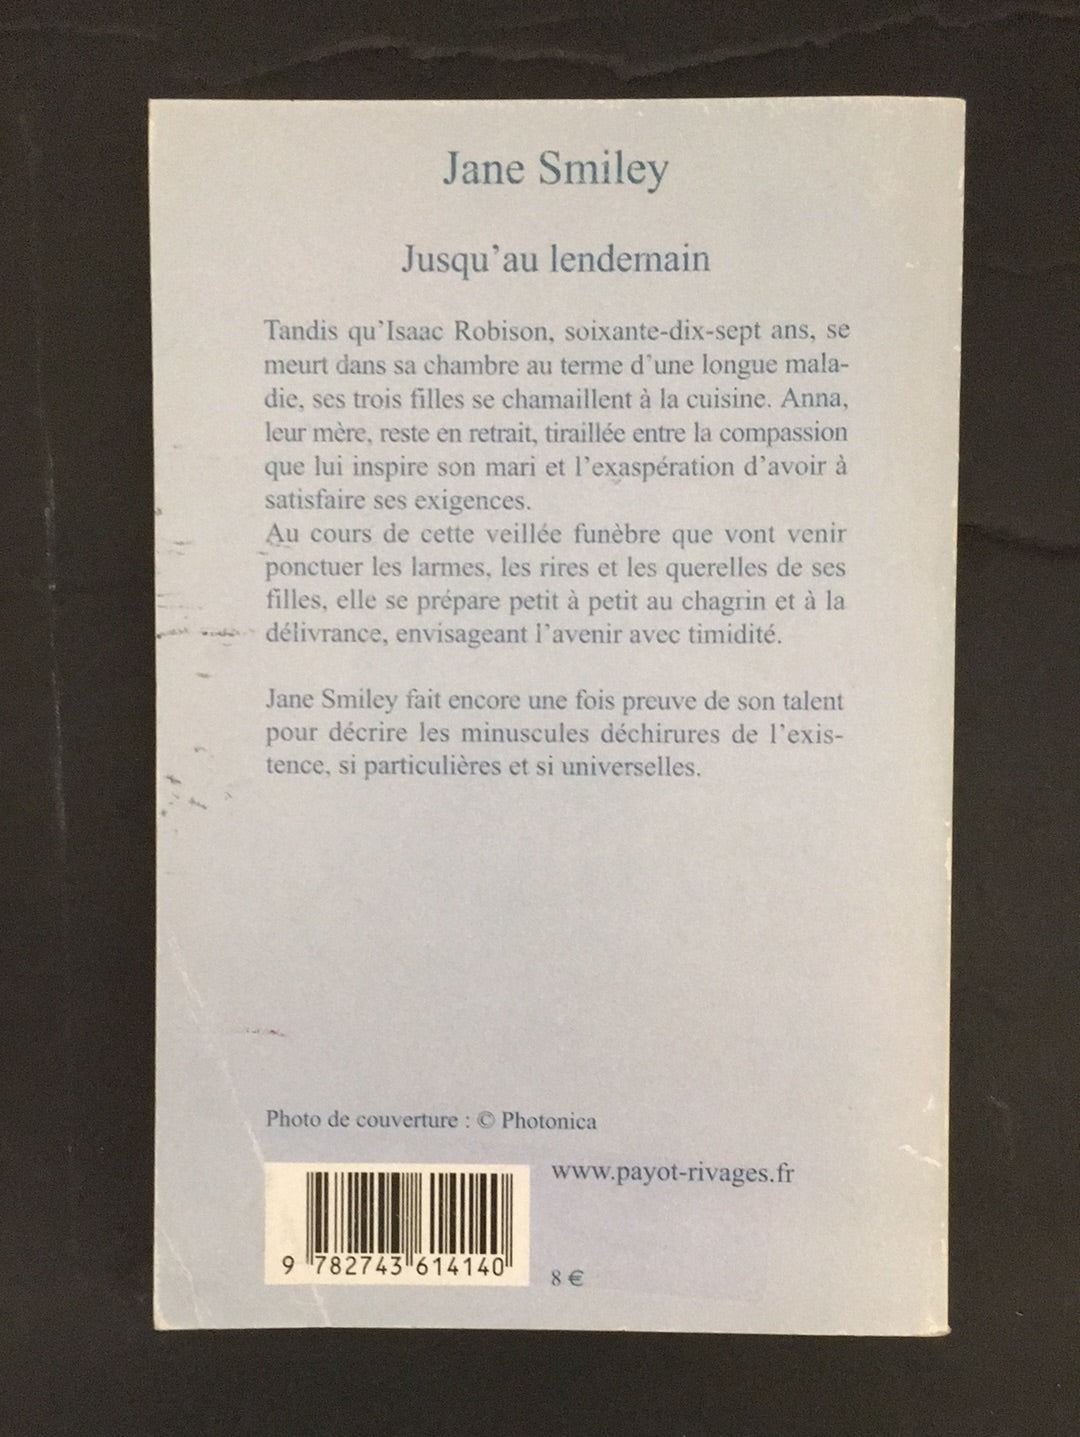 Jane Smiley
Jusqu'au lendemain
Tandis qu'Isaac Robison, soixante-dix-sept ans, se
meurt dans sa chambre au terme d'une longue mala-
die, ses trois filles se chamaillent à la cuisine. Anna,
leur mère, reste en retrait, tiraillée entre la compassion
que lui inspire son mari et l'exaspération d'avoir à
satisfaire ses exigences.
Au cours de cette veillée funèbre que vont venir
ponctuer les larmes, les rires et les querelles de ses
filles, elle se prépare petit à petit au chagrin et à la
délivrance, envisageant l'avenir avec timidité.
Jane Smiley fait encore une fois preuve de son talent
pour décrire les minuscules déchirures de l'exis-
tence, si particulières et si universelles.
Photo de couverture : © Photonica
www.payot-rivages.fr
9 782743 614140
8 €